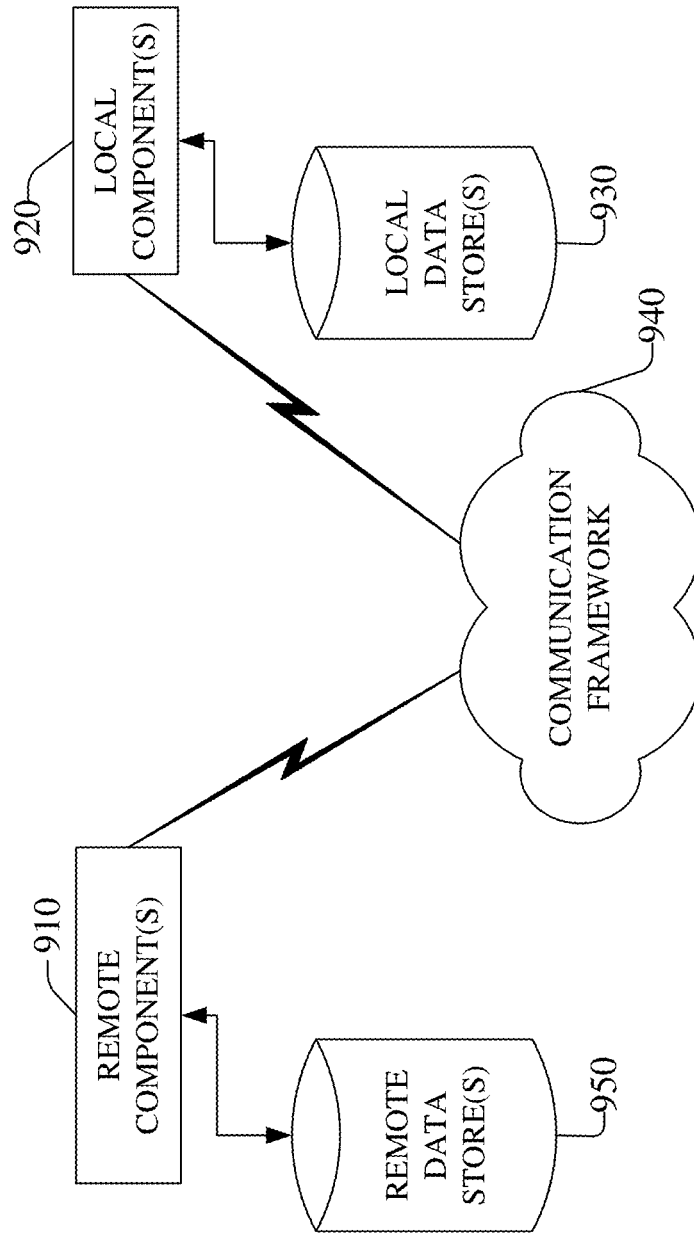 910
REMOTE
COMPONENT(S)
920
LOCAL
COMPONENT(S)
REMOTE
DATA
STORE(S)
950
LOCAL
DATA
STORE(S)
930
940
COMMUNICATION
FRAMEWORK